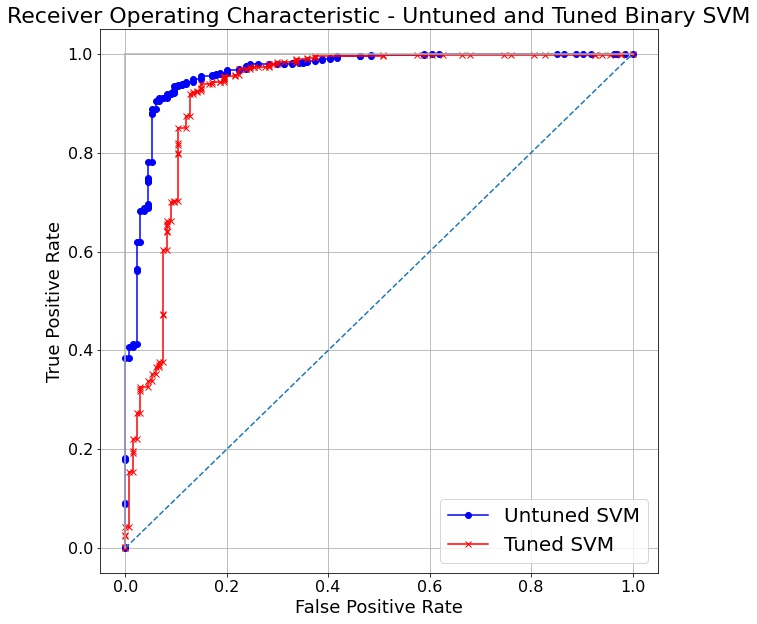 Receiver Operating Characteristic - Untuned and Tuned Binary SVM
1.0
0.8
0.6
0.4
0.2
0.0
True Positive Rate
Untuned SVM
Tuned SVM
0.0 0.2 0.4 0.6 0.8 1.0
False Positive Rate